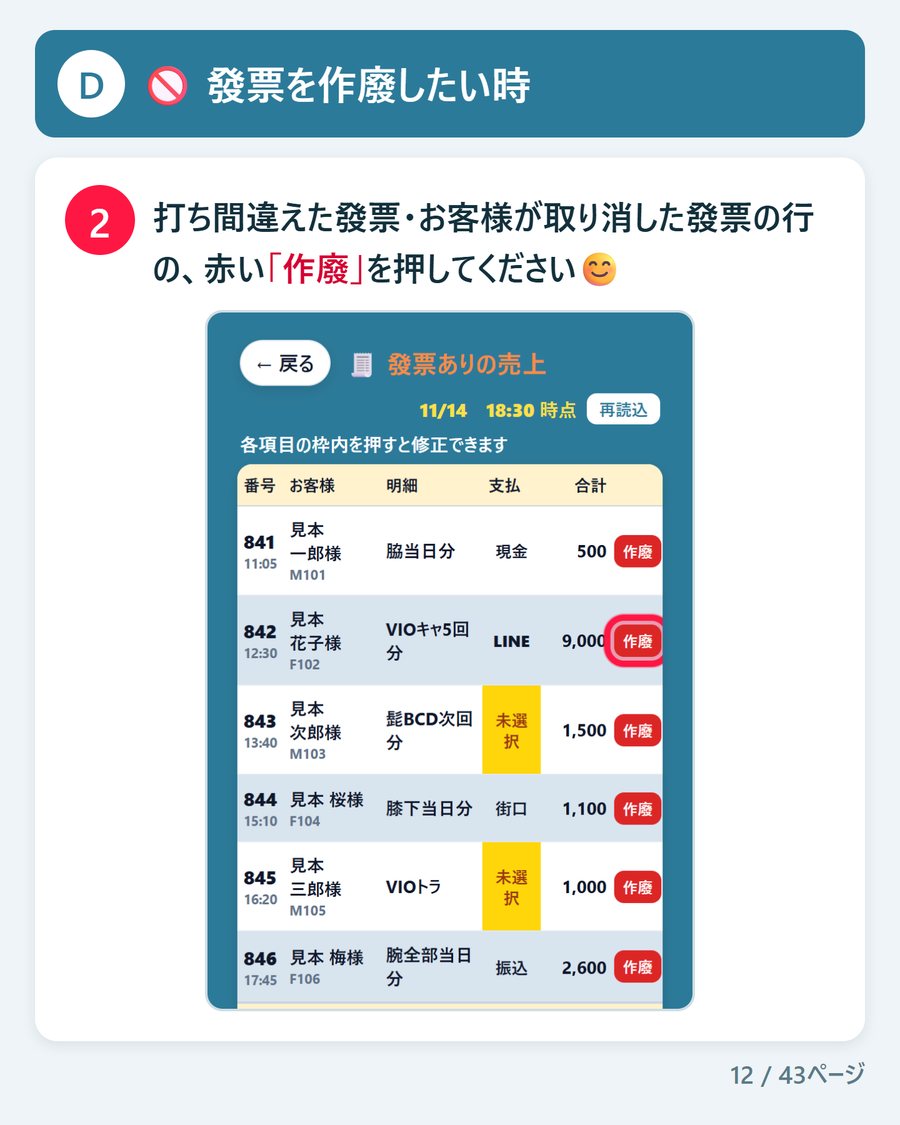 D 🚫 發票を作廢したい時
2 打ち間違えた發票・お客様が取り消した發票の行
の、赤い「作廢」を押してください😊
← 戻る 🧾 發票ありの売上
11/14 18:30 時点 再読込
各項目の枠内を押すと修正できます
番号 お客様 明細 支払 合計
841 11:05 見本 一郎様 M101 脇当日分 現金 500 作廢
842 12:30 見本 花子様 F102 VIOキャ5回分 LINE 9,000 作廢
843 13:40 見本 次郎様 M103 髭BCD次回分 未選択 1,500 作廢
844 15:10 見本 桜様 F104 膝下当日分 街口 1,100 作廢
845 16:20 見本 三郎様 M105 VIOトラ 未選択 1,000 作廢
846 17:45 見本 梅様 F106 腕全部当日分 振込 2,600 作廢
12 / 43ページ